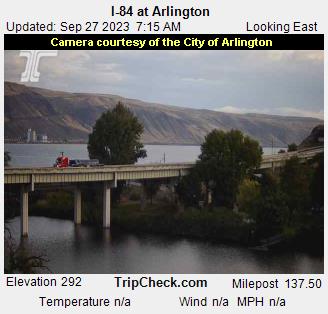 I-84 at Arlington
Updated: Sep 27 2023 7:15 AM Looking East
Camera courtesy of the City of Arlington
Elevation 292 TripCheck.com Milepost 137.50
Temperature n/a Wind n/a MPH n/a